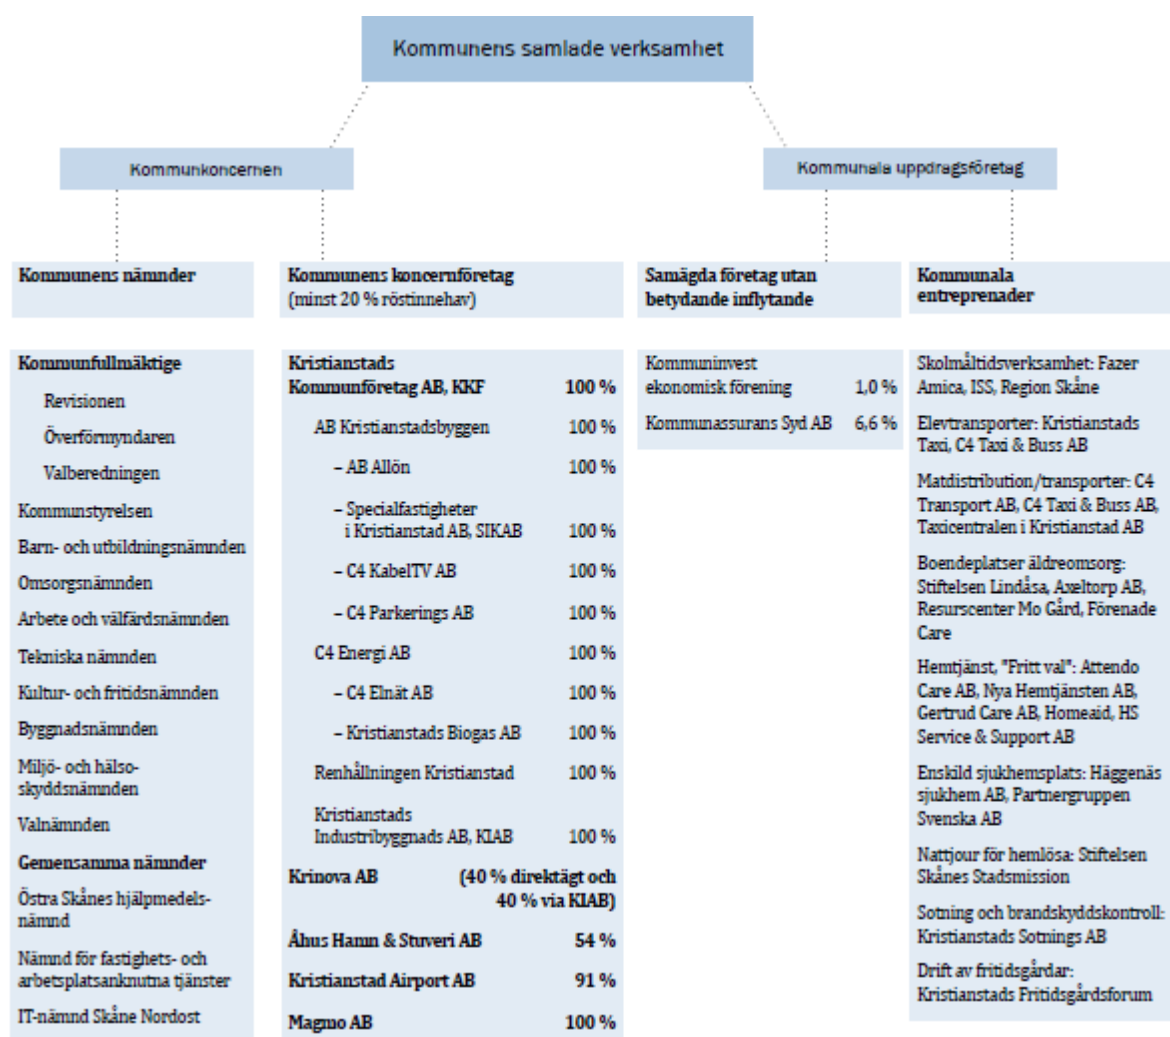 Kommunens samlade verksamhet
Kommunkoncernen
Kommunala uppdragsföretag
Kommunens nämnder
Kommunens koncernföretag
(minst 20 % röstinnehav)
Samägda företag utan
betydande inflytande
Kommunala
entreprenader
Kommunfullmäktige
Revisionen
Överförmyndaren
Valberedningen
Kommunstyrelsen
Barn- och utbildningsnämnden
Omsorgsnämnden
Arbete och välfärdsnämnden
Tekniska nämnden
Kultur- och fritidsnämnden
Byggnadsnämnden
Miljö- och hälso-
skyddsnämnden
Valnämnden
Gemensamma nämnder
Östra Skånes hjälpmedels-
nämnd
Nämnd för fastighets- och
arbetsplatsanknutna tjänster
IT-nämnd Skåne Nordost
Kristianstads
Kommunföretag AB, KKF 100 %
AB Kristianstadsbyggen 100 %
– AB Allön 100 %
– Specialfastigheter
i Kristianstad AB, SIKAB 100 %
– C4 KabelTV AB 100 %
– C4 Parkerings AB 100 %
C4 Energi AB 100 %
– C4 Elnät AB 100 %
– Kristianstads Biogas AB 100 %
Renhållningen Kristianstad 100 %
Kristianstads
Industribyggnads AB, KIAB 100 %
Krinova AB (40 % direktägt och
40 % via KIAB)
Åhus Hamn & Stuveri AB 54 %
Kristianstad Airport AB 91 %
Magmo AB 100 %
Kommuninvest
ekonomisk förening 1,0 %
Kommunassurans Syd AB 6,6 %
Skolmåltidsverksamhet: Fazer
Amica, ISS, Region Skåne
Elevtransporter: Kristianstads
Taxi, C4 Taxi & Buss AB
Matdistribution/transporter: C4
Transport AB, C4 Taxi & Buss AB,
Taxicentralen i Kristianstad AB
Boendeplatser äldreomsorg:
Stiftelsen Lindåsa, Axeltorp AB,
Resurscenter Mo Gård, Förenade
Care
Hemtjänst, "Fritt val": Attendo
Care AB, Nya Hemtjänsten AB,
Gertrud Care AB, Homeaid, HS
Service & Support AB
Enskild sjukhemsplats: Häggenäs
sjukhem AB, Partnergruppen
Svenska AB
Nattjour för hemlösa: Stiftelsen
Skånes Stadsmission
Sotning och brandskyddskontroll:
Kristianstads Sotnings AB
Drift av fritidsgårdar:
Kristianstads Fritidsgårdsforum